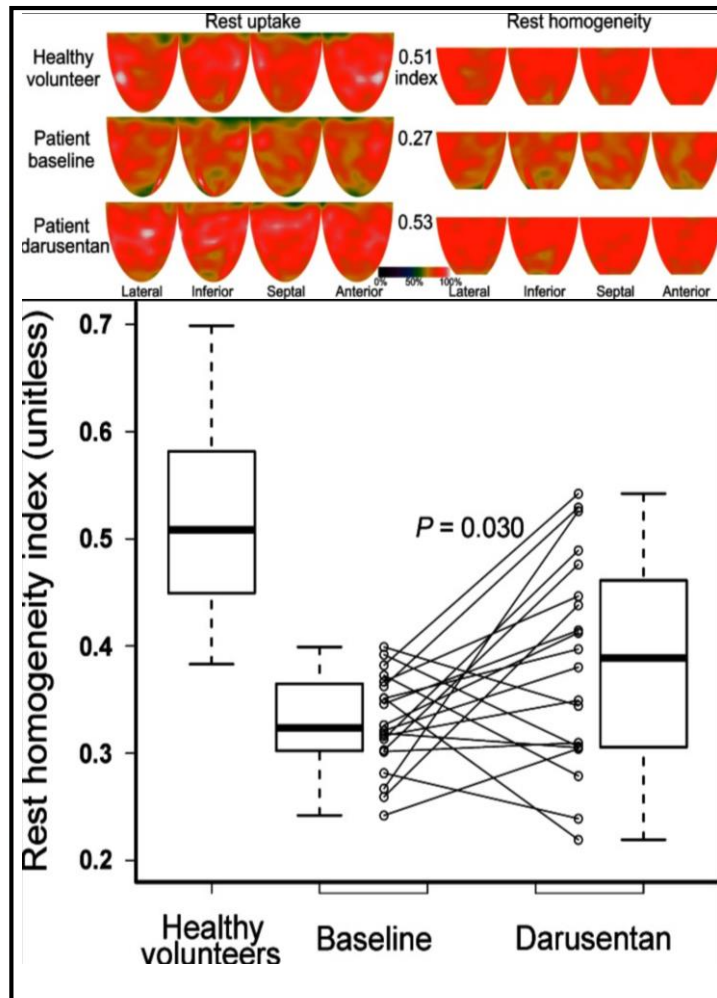 Rest uptake
Rest homogeneity
Healthy
volunteer
0.51
index
Patient
baseline
0.27
Patient
darusentan
0.53
0% 50% 100%
Lateral Inferior Septal Anterior
Lateral Inferior Septal Anterior
Rest homogeneity index (unitless)
0.7
0.6
0.5
0.4
0.3
0.2
P = 0.030
Healthy
volunteers
Baseline
Darusentan